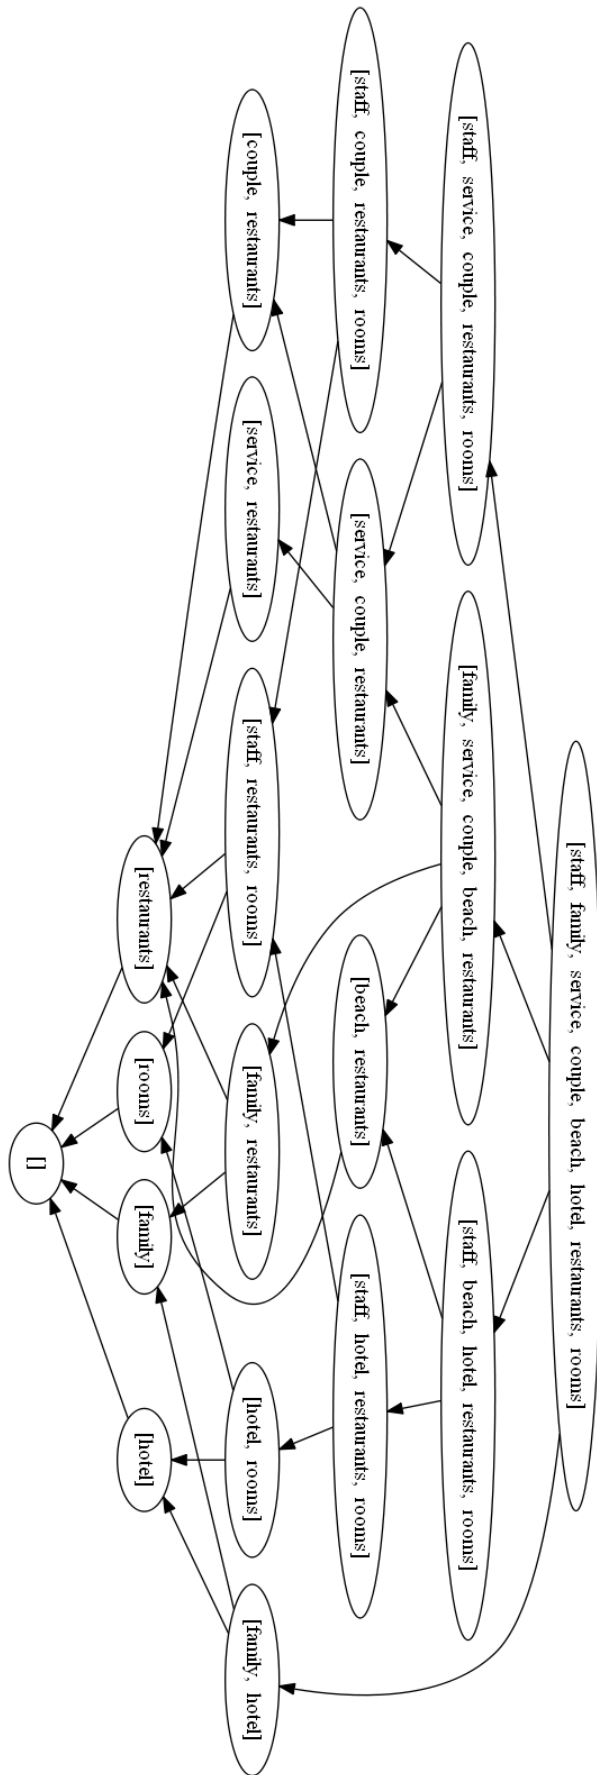 [staff, family, service, couple, beach, hotel, restaurants, rooms]
[staff, service, couple, restaurants, rooms]
[family, service, couple, beach, restaurants]
[staff, beach, hotel, restaurants, rooms]
[staff, couple, restaurants, rooms]
[service, couple, restaurants]
[beach, restaurants]
[staff, hotel, restaurants, rooms]
[couple, restaurants]
[service, restaurants]
[staff, restaurants, rooms]
[family, restaurants]
[hotel, rooms]
[family, hotel]
[restaurants]
[rooms]
[family]
[hotel]
[]